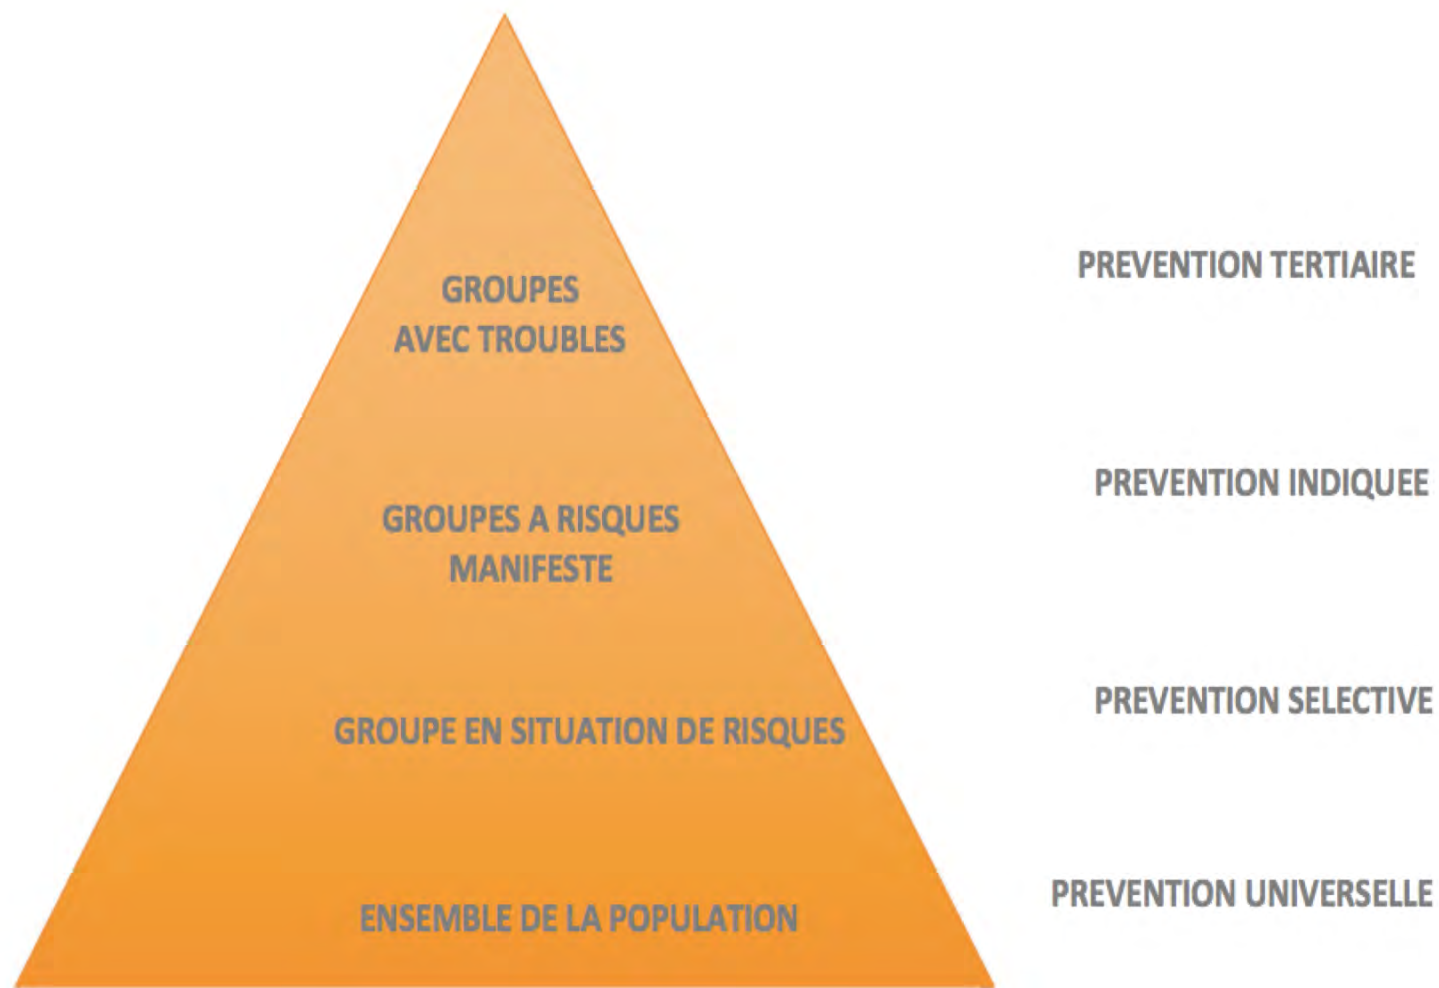 PREVENTION TERTIAIRE
GROUPES
AVEC TROUBLES
PREVENTION INDIQUEE
GROUPES A RISQUES
MANIFESTE
PREVENTION SELECTIVE
GROUPE EN SITUATION DE RISQUES
PREVENTION UNIVERSELLE
ENSEMBLE DE LA POPULATION